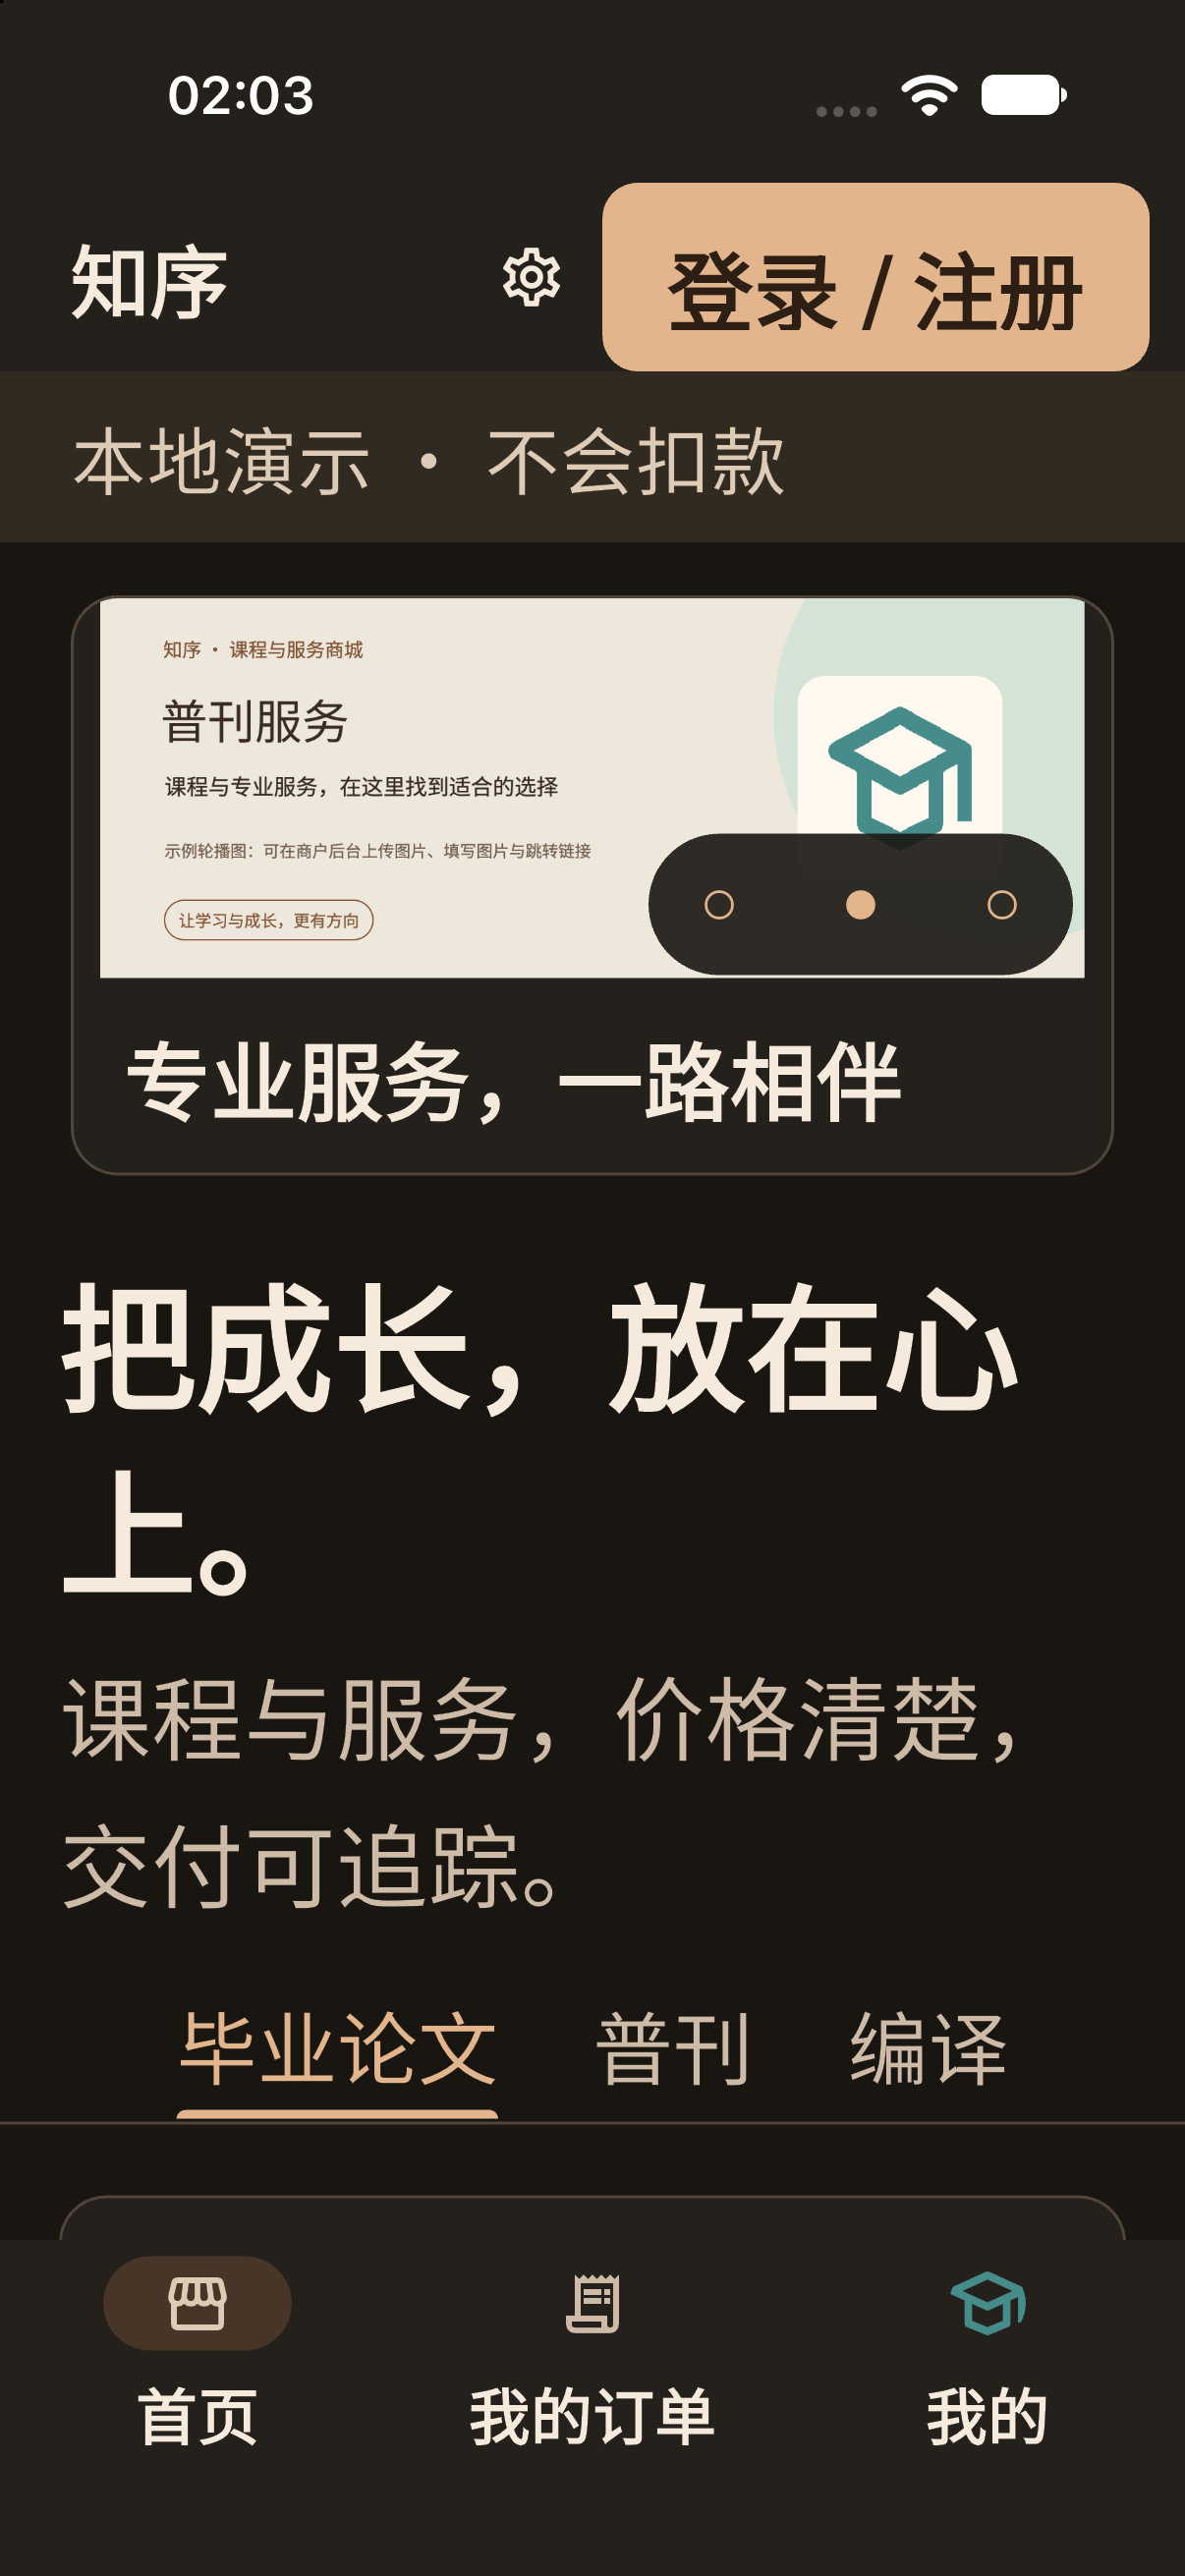 02:03
知序
登录 / 注册
本地演示 · 不会扣款
知序 · 课程与服务商城
普刊服务
课程与专业服务，在这里找到适合的选择
示例轮播图：可在商户后台上传图片、填写图片与跳转链接
让学习与成长，更有方向
专业服务，一路相伴
把成长，放在心
上。
课程与服务，价格清楚，
交付可追踪。
毕业论文 普刊 编译
首页 我的订单 我的